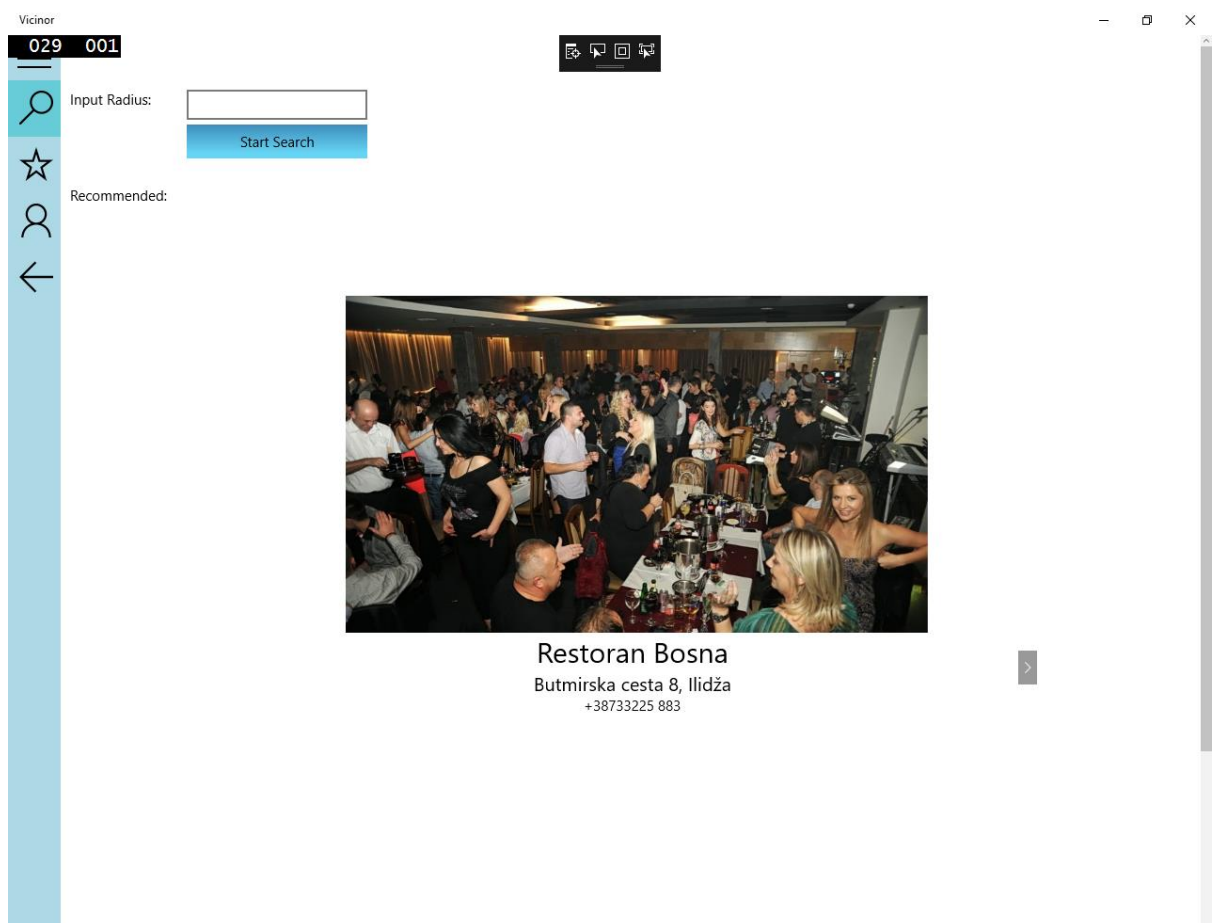 Vicinor
029 001
Input Radius:
Start Search
Recommended:
Restoran Bosna
Butmirska cesta 8, Ilidža
+38733225 883